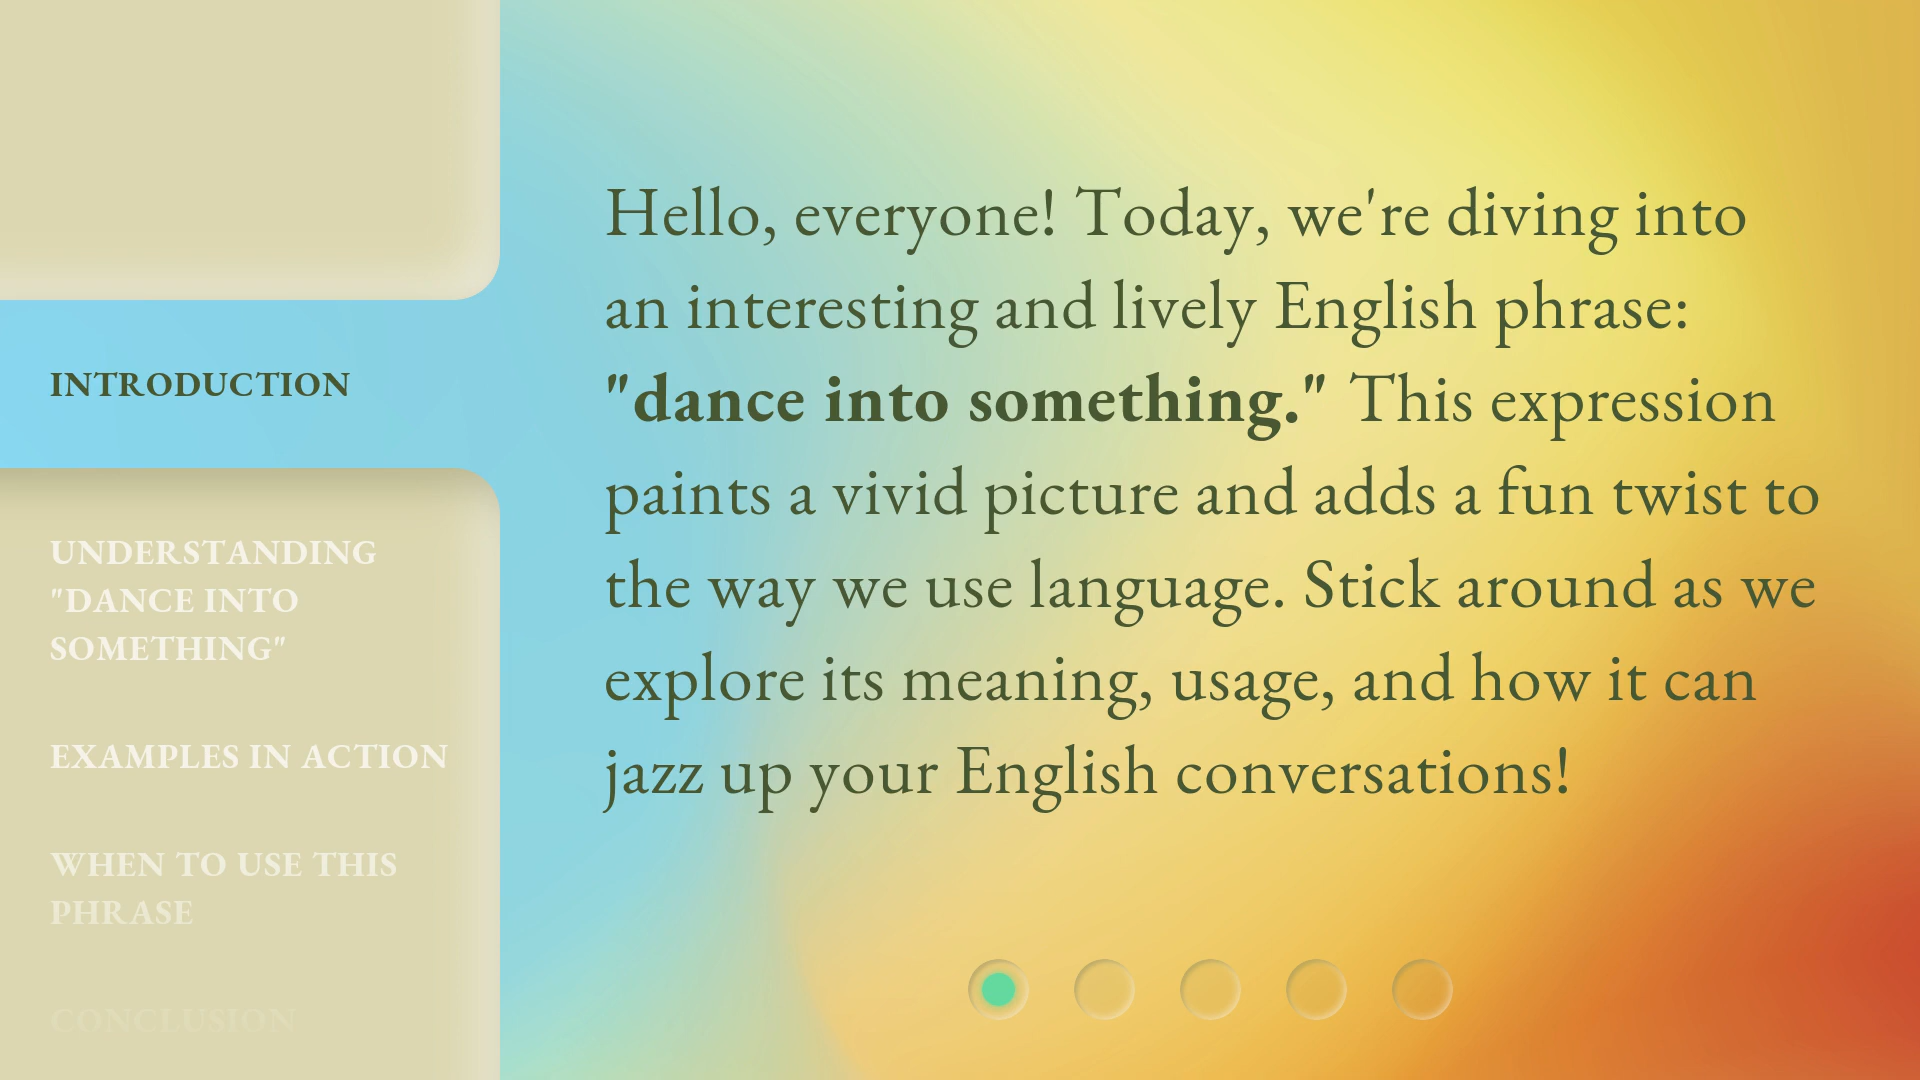 INTRODUCTION
UNDERSTANDING
"DANCE INTO
SOMETHING"
EXAMPLES IN ACTION
WHEN TO USE THIS
PHRASE
CONCLUSION
Hello, everyone! Today, we're diving into
an interesting and lively English phrase:
"dance into something." This expression
paints a vivid picture and adds a fun twist to
the way we use language. Stick around as we
explore its meaning, usage, and how it can
jazz up your English conversations!